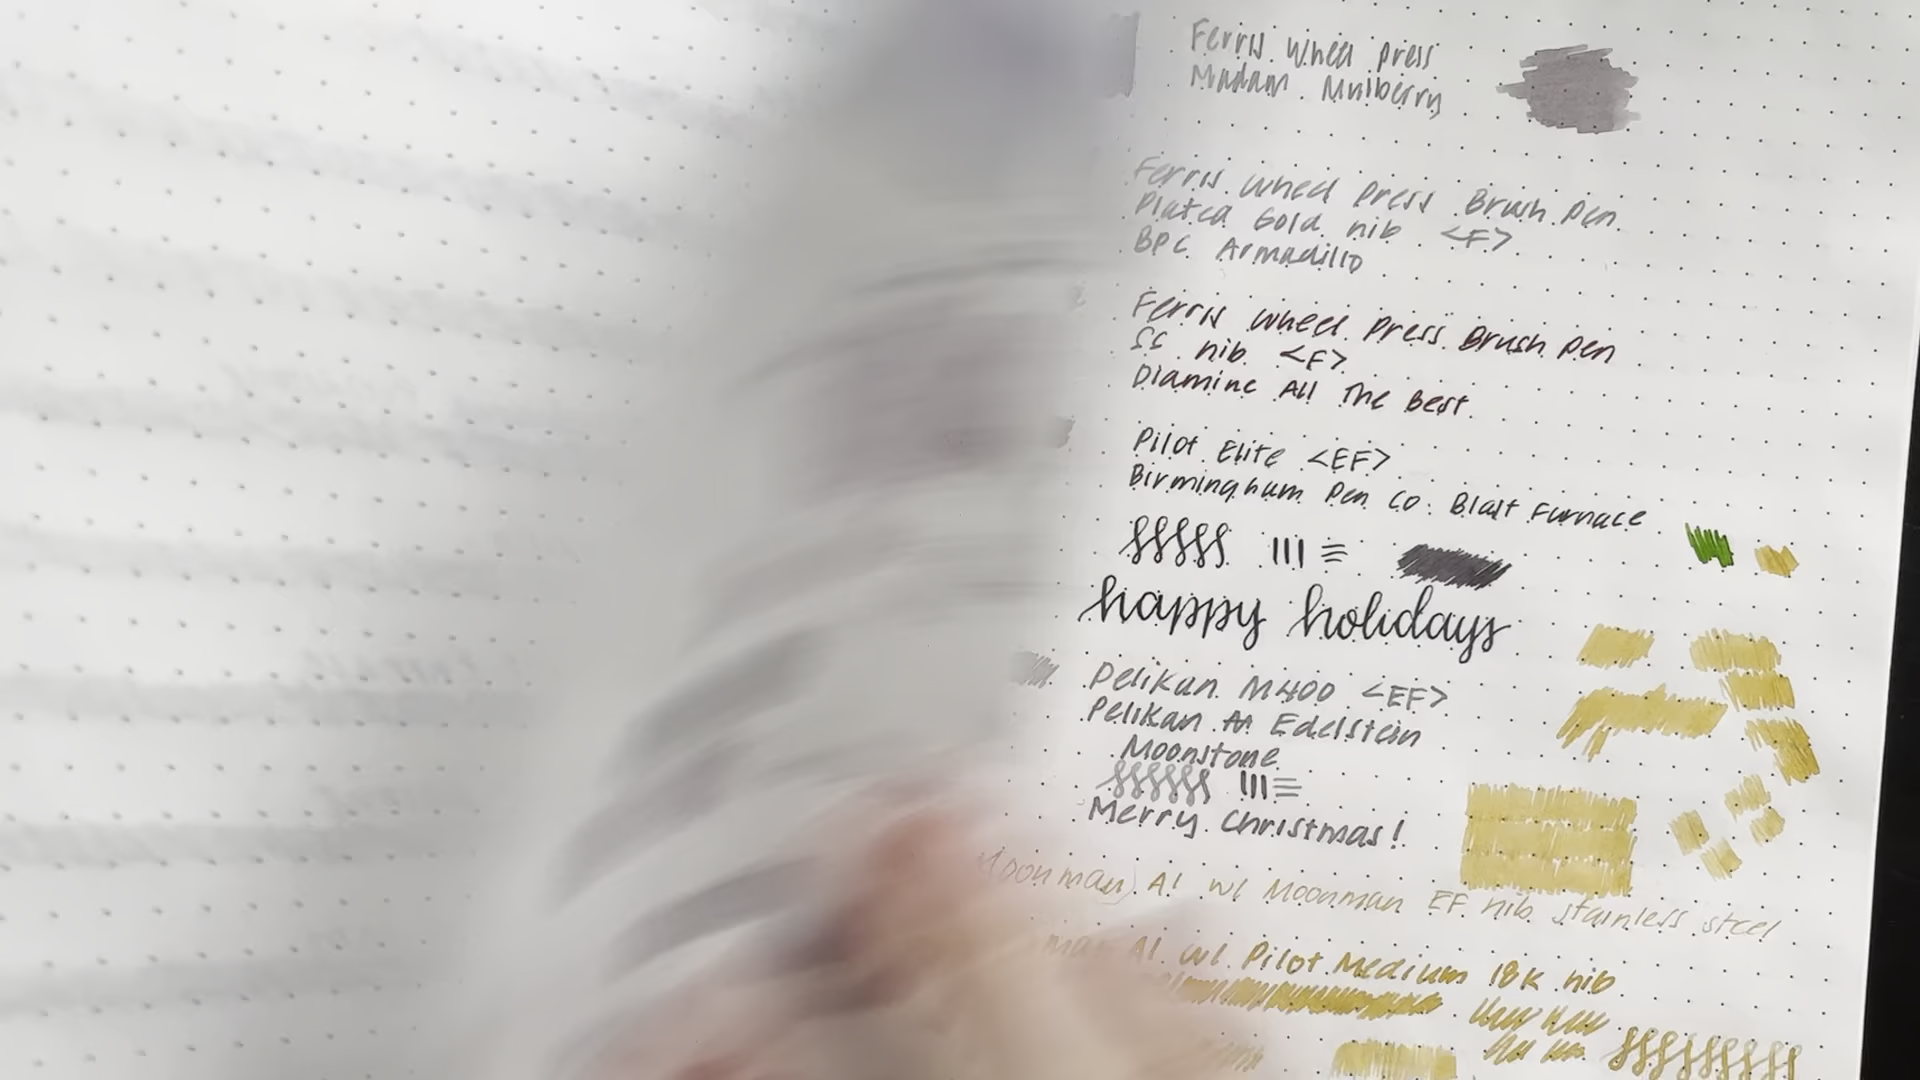 Ferris Wheel Press
Madam Mulberry
Ferris Wheel Press Brush Pen
Plated Gold nib <F>
BPC Armadillo
Ferris Wheel Press Brush Pen
SS nib <F>
Diamine All The Best
Pilot Elite <EF>
Birmingham Pen Co. Blast Furnace
happy holidays
Pelikan M400 <EF>
Pelikan Edelstein
Moonstone
Merry Christmas!
Moonman) A1 w/ Moonman EF nib stainless steel
A1 w/ Pilot Medium 18K nib